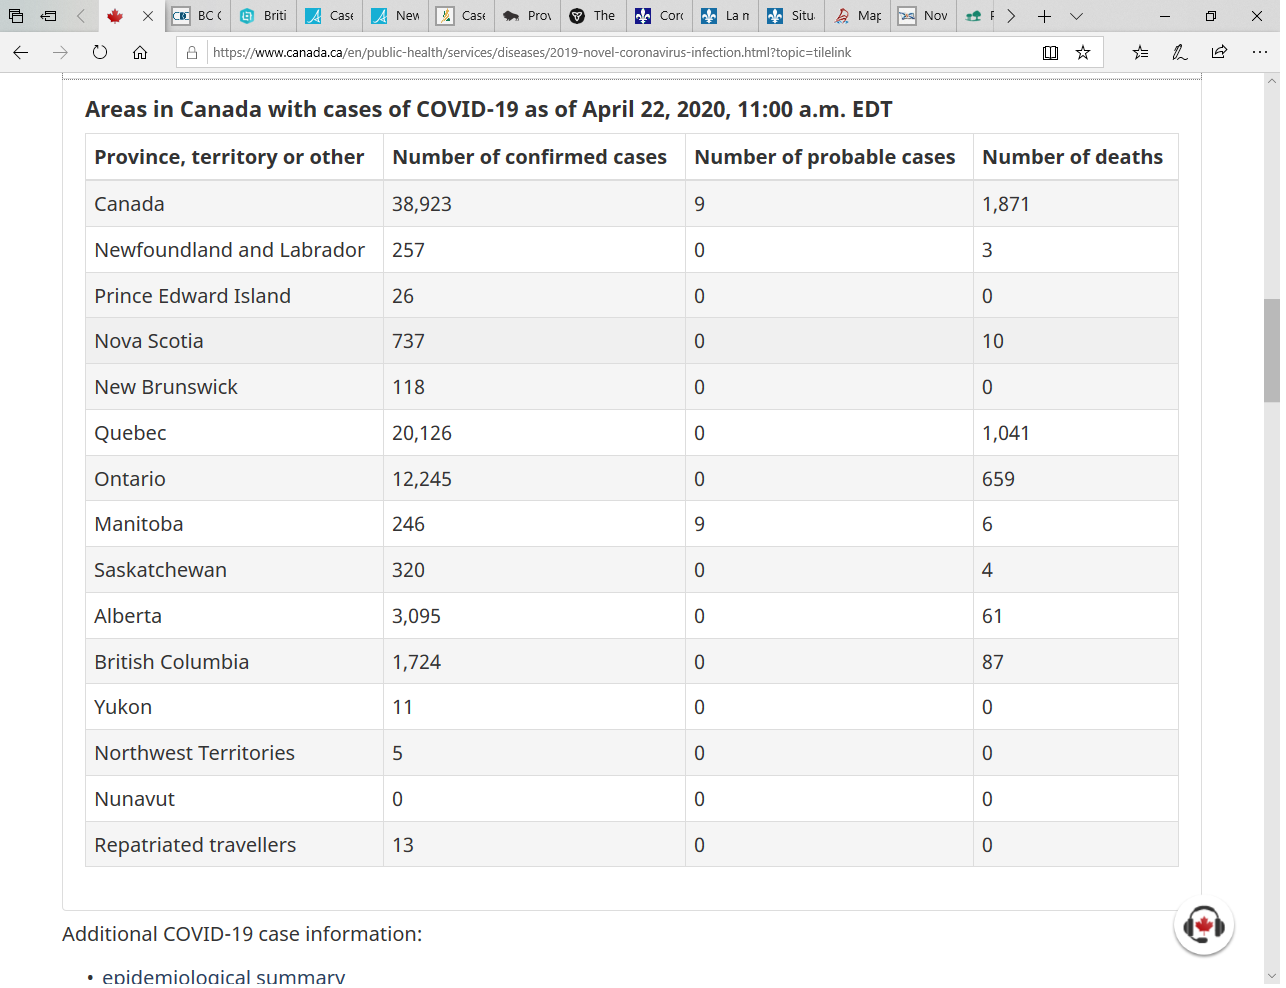 BC
Briti
Case
New
Case
Prov
The
Corc
La n
Situ
Map
Nov
https://www.canada.ca/en/public-health/services/diseases/2019-novel-coronavirus-infection.html?topic=tilelink
Areas in Canada with cases of COVID-19 as of April 22, 2020, 11:00 a.m. EDT
Province, territory or other Number of confirmed cases Number of probable cases Number of deaths
Canada 38,923 9 1,871
Newfoundland and Labrador 257 0 3
Prince Edward Island 26 0 0
Nova Scotia 737 0 10
New Brunswick 118 0 0
Quebec 20,126 0 1,041
Ontario 12,245 0 659
Manitoba 246 9 6
Saskatchewan 320 0 4
Alberta 3,095 0 61
British Columbia 1,724 0 87
Yukon 11 0 0
Northwest Territories 5 0 0
Nunavut 0 0 0
Repatriated travellers 13 0 0
Additional COVID-19 case information:
• epidemiological summary